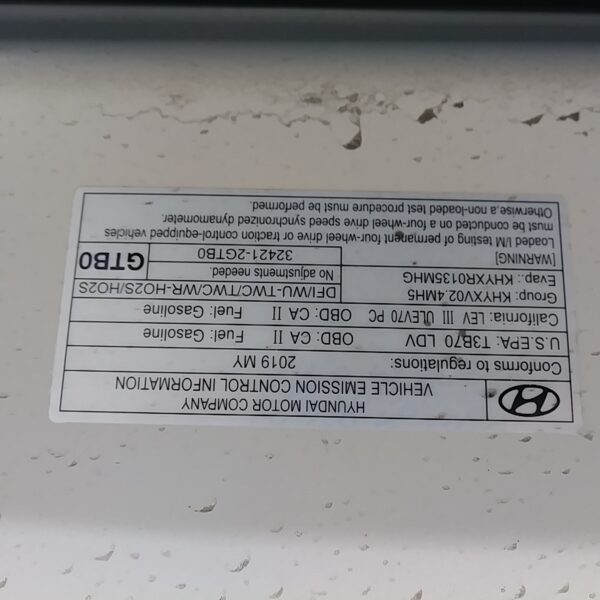 HYUNDAI MOTOR COMPANY
VEHICLE EMISSION CONTROL INFORMATION
Conforms to regulations: 2019 MY
U.S.EPA: T3B70 LDV OBD: CA II Fuel: Gasoline
California: LEV III ULEV70 PC OBD: CA II Fuel: Gasoline
Group: KHYXV02.4MH5 DFI/WU-TWC/TWC/WR-HO2S/HO2S
Evap.: KHYXR0135MHG No adjustments needed.
32421-2GTB0 GTB0
[WARNING]
Loaded I/M testing of permanent four-wheel drive or traction control-equipped vehicles
must be conducted on a four-wheel drive speed synchronized dynamometer.
Otherwise,a non-loaded test procedure must be performed.